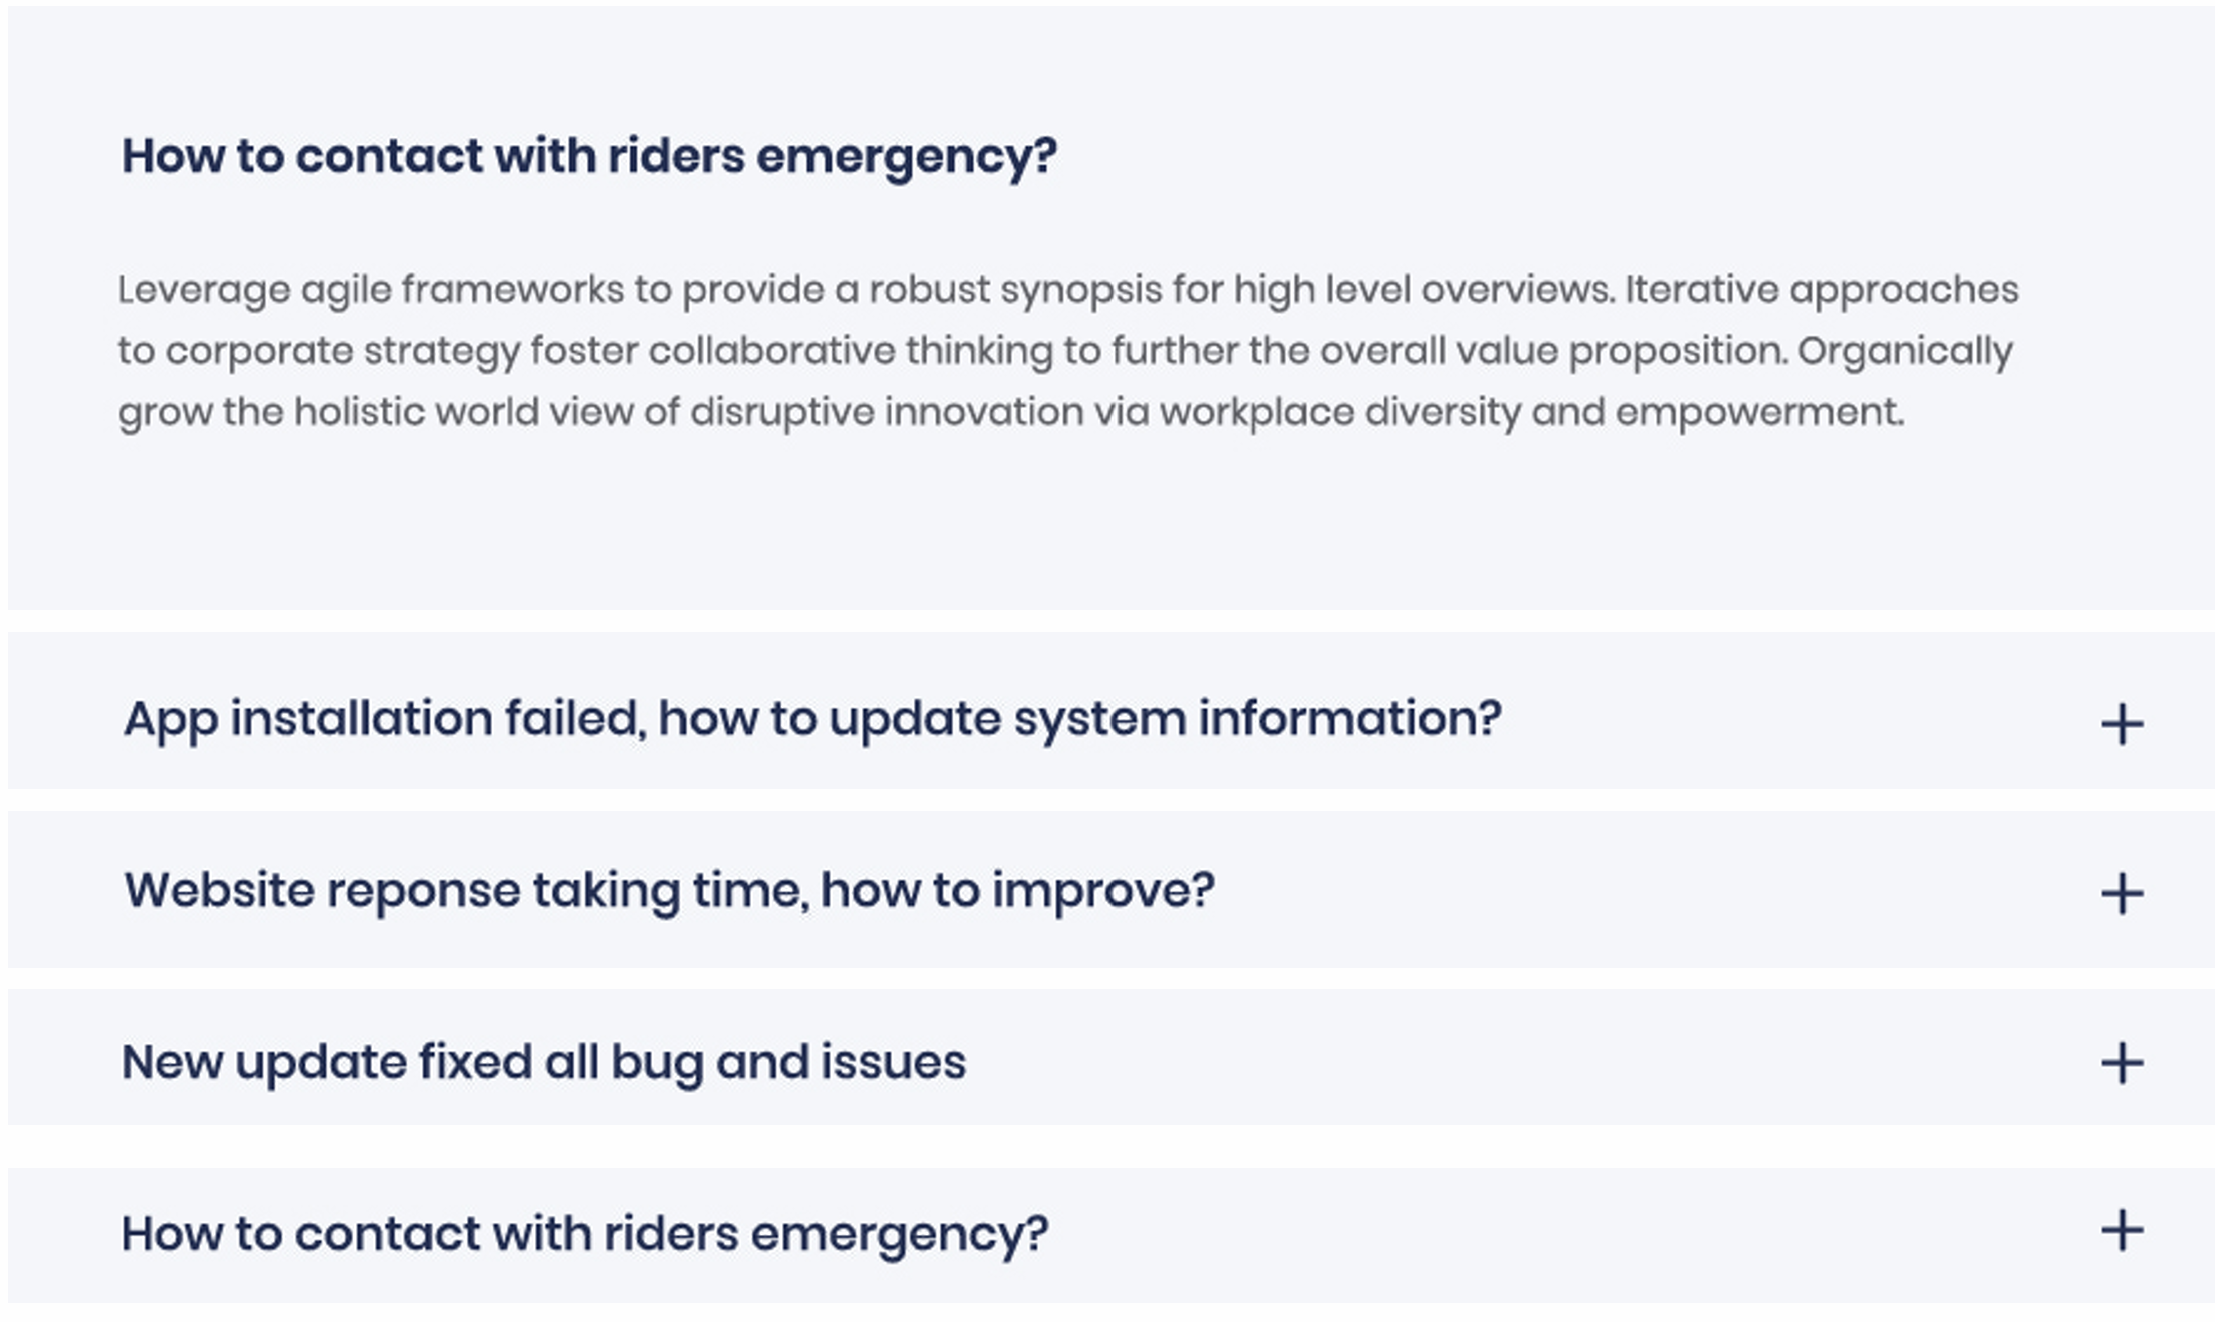 How to contact with riders emergency?
Leverage agile frameworks to provide a robust synopsis for high level overviews. Iterative approaches
to corporate strategy foster collaborative thinking to further the overall value proposition. Organically
grow the holistic world view of disruptive innovation via workplace diversity and empowerment.
App installation failed, how to update system information?
Website reponse taking time, how to improve?
New update fixed all bug and issues
How to contact with riders emergency?